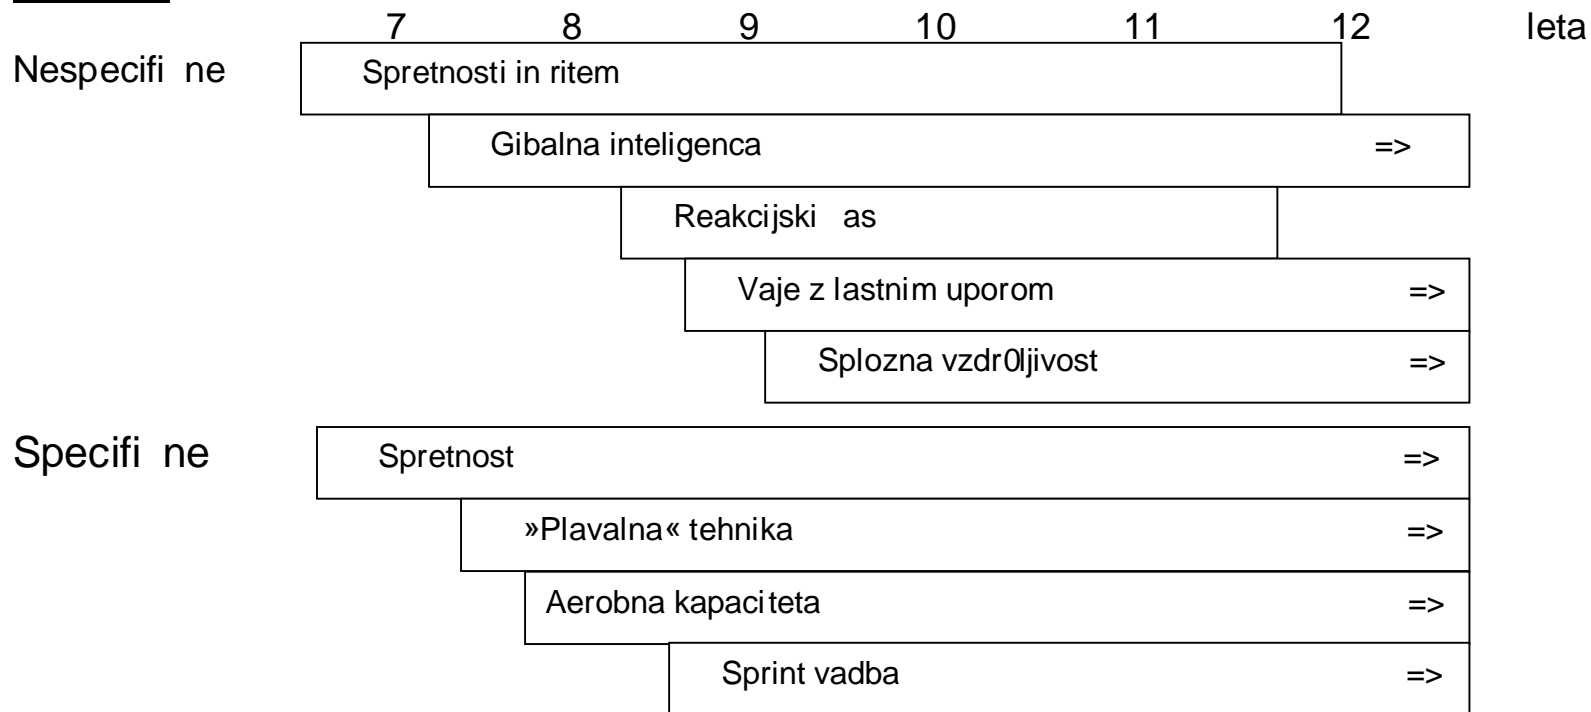 7 8 9 10 11 12 leta
Nespecifi ne Spretnosti in ritem
Gibalna inteligenca =>
Reakcijski as
Vaje z lastnim uporom =>
Splozna vzdr0ljivost =>
Specifi ne Spretnost =>
»Plavalna« tehnika =>
Aerobna kapaciteta =>
Sprint vadba =>